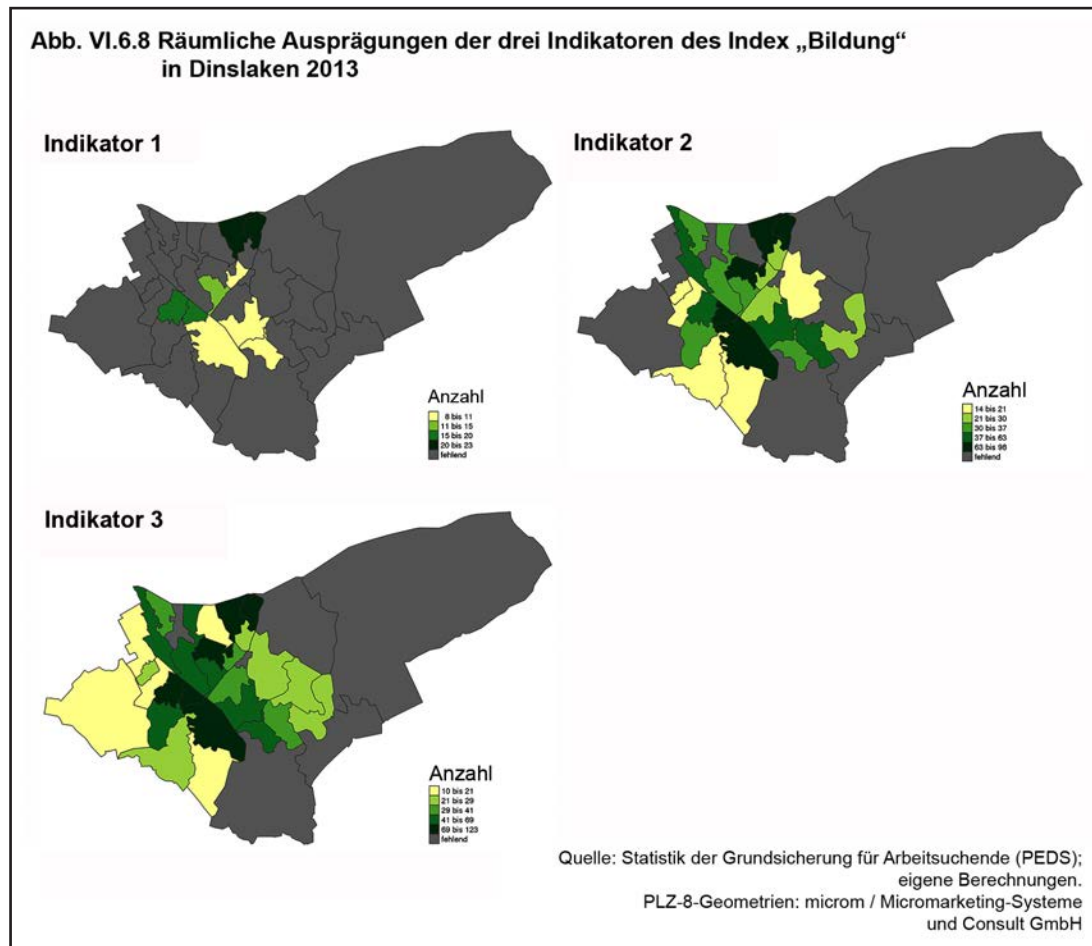 Abb. VI.6.8 Räumliche Ausprägungen der drei Indikatoren des Index „Bildung“
in Dinslaken 2013
Indikator 1
Anzahl
8 bis 11
11 bis 15
15 bis 20
20 bis 23
fehlend
Indikator 2
Anzahl
14 bis 21
21 bis 30
30 bis 37
37 bis 63
63 bis 96
fehlend
Indikator 3
Anzahl
10 bis 21
21 bis 29
29 bis 41
41 bis 69
69 bis 123
fehlend
Quelle: Statistik der Grundsicherung für Arbeitsuchende (PEDS);
eigene Berechnungen.
PLZ-8-Geometrien: microm / Micromarketing-Systeme
und Consult GmbH